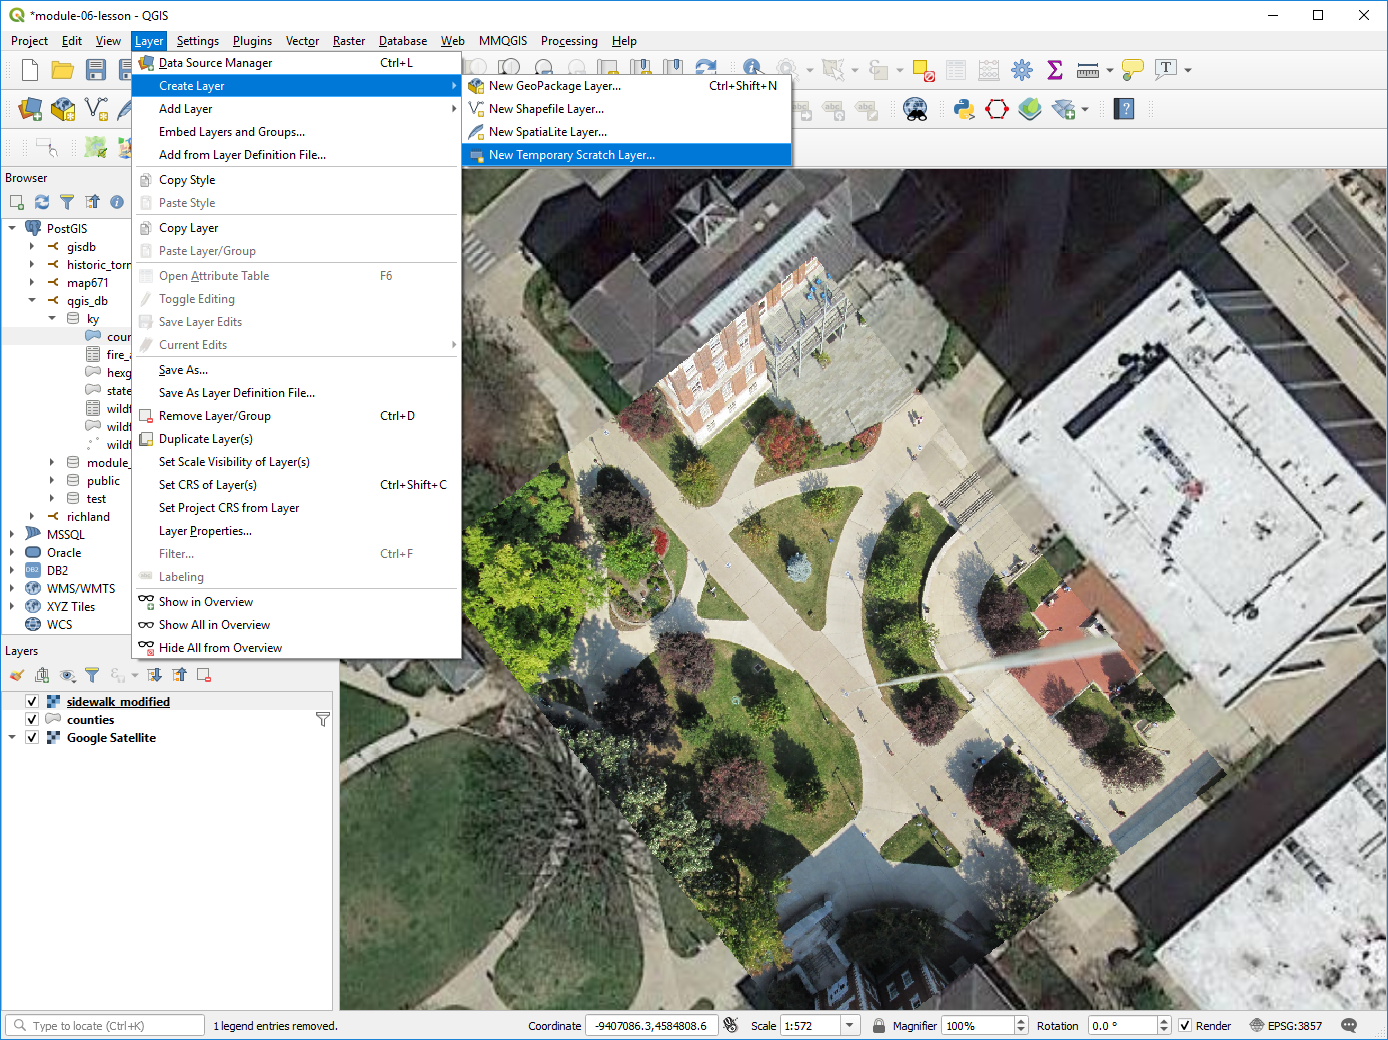 *module-06-lesson - QGIS
Project Edit View Layer Settings Plugins Vector Raster Database Web MMQGIS Processing Help
Data Source Manager Ctrl+L
Create Layer
Add Layer
Embed Layers and Groups...
Add from Layer Definition File...
Copy Style
Paste Style
Copy Layer
Paste Layer/Group
Open Attribute Table F6
Toggle Editing
Save Layer Edits
Current Edits
Save As...
Save As Layer Definition File...
Remove Layer/Group Ctrl+D
Duplicate Layer(s)
Set Scale Visibility of Layer(s)
Set CRS of Layer(s) Ctrl+Shift+C
Set Project CRS from Layer
Layer Properties...
Filter... Ctrl+F
Labeling
Show in Overview
Show All in Overview
Hide All from Overview
New GeoPackage Layer... Ctrl+Shift+N
New Shapefile Layer...
New SpatiaLite Layer...
New Temporary Scratch Layer...
Browser
PostGIS
gisdb
historic_torn
map671
qgis_db
ky
coun
fire_a
hexg
state
wildf
wildf
wildf
module_
public
test
richland
MSSQL
Oracle
DB2 DB2
WMS/WMTS
XYZ Tiles
WCS
Layers
sidewalk_modified
counties
Google Satellite
Type to locate (Ctrl+K) 1 legend entries removed. Coordinate -9407086.3,4584808.6 Scale 1:572 Magnifier 100% Rotation 0.0 ° Render EPSG:3857